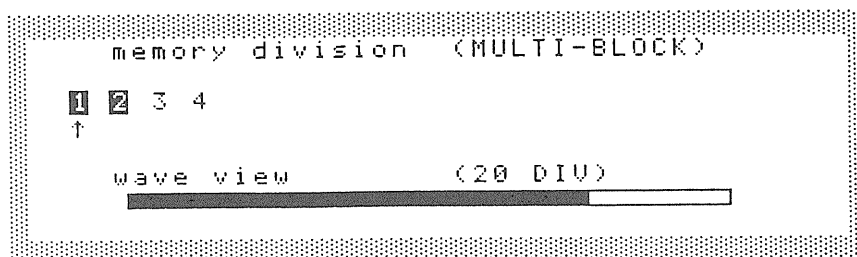 memory division (MULTI-BLOCK)
1 2 3 4
↑
wave view (20 DIV)